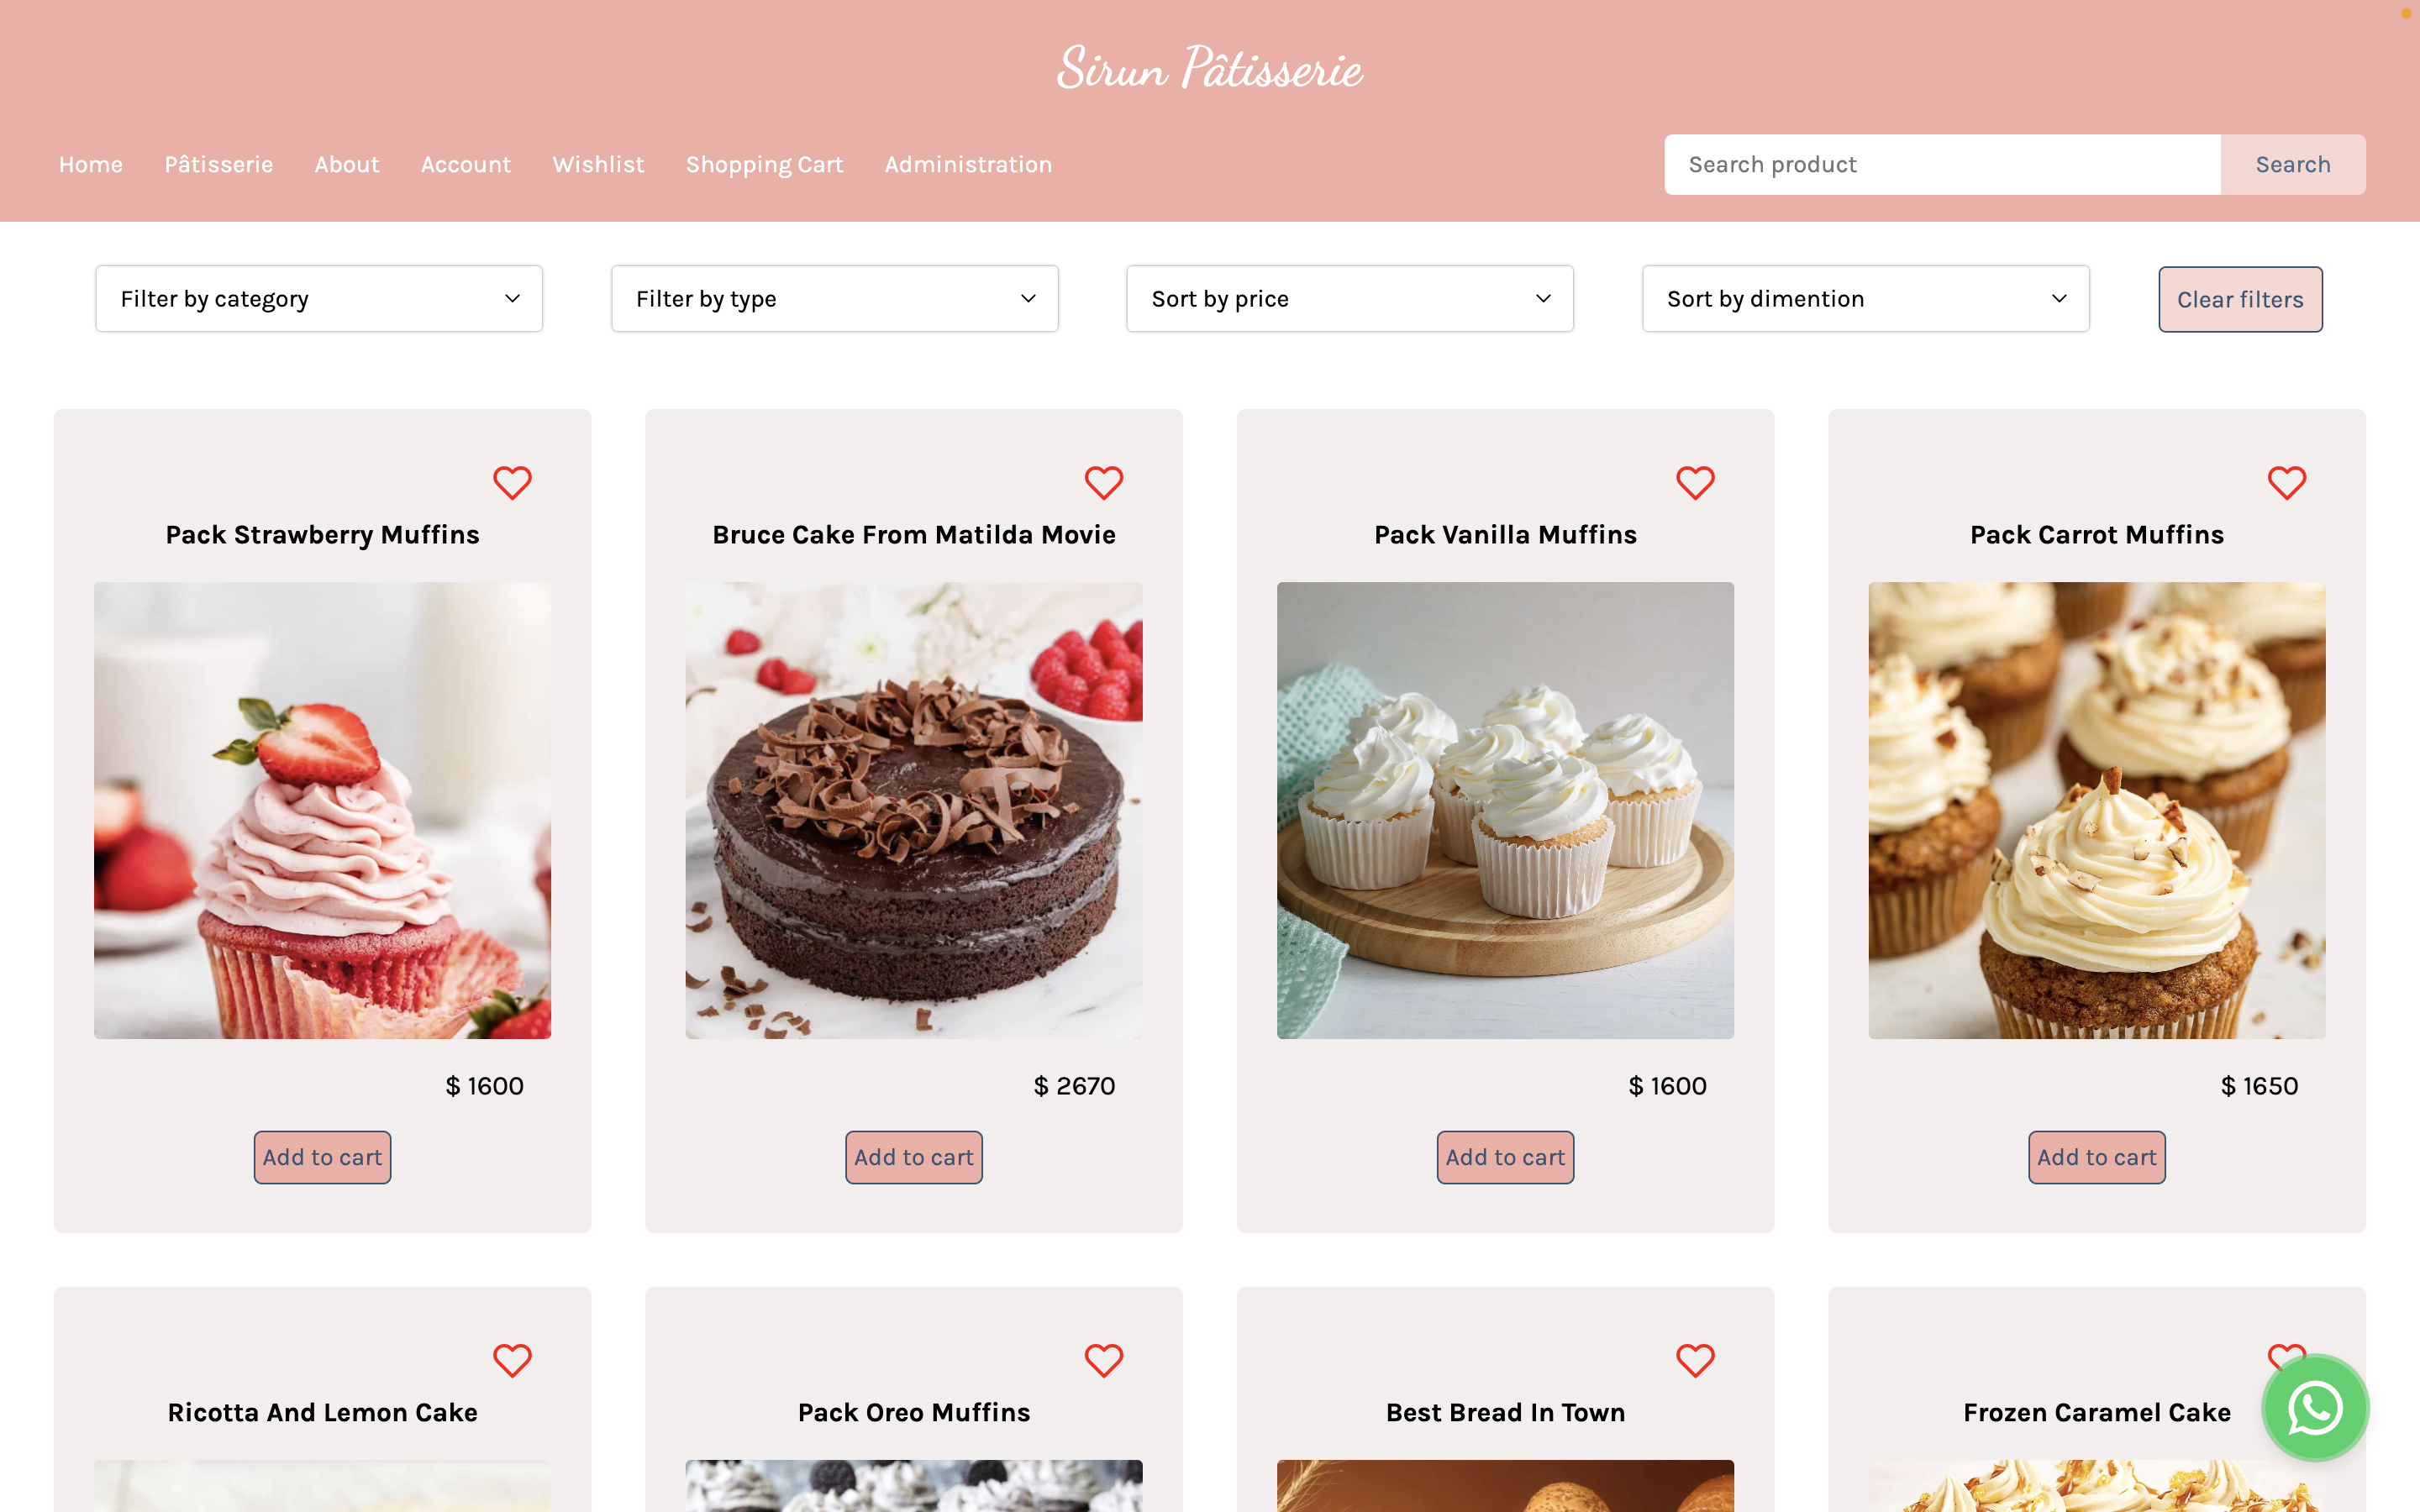 Sirun Pâtisserie
Home Pâtisserie About Account Wishlist Shopping Cart Administration Search product Search
Filter by category Filter by type Sort by price Sort by dimention Clear filters
Pack Strawberry Muffins
Bruce Cake From Matilda Movie
Pack Vanilla Muffins
Pack Carrot Muffins
$ 1600
$ 2670
$ 1600
$ 1650
Add to cart
Add to cart
Add to cart
Add to cart
Ricotta And Lemon Cake
Pack Oreo Muffins
Best Bread In Town
Frozen Caramel Cake